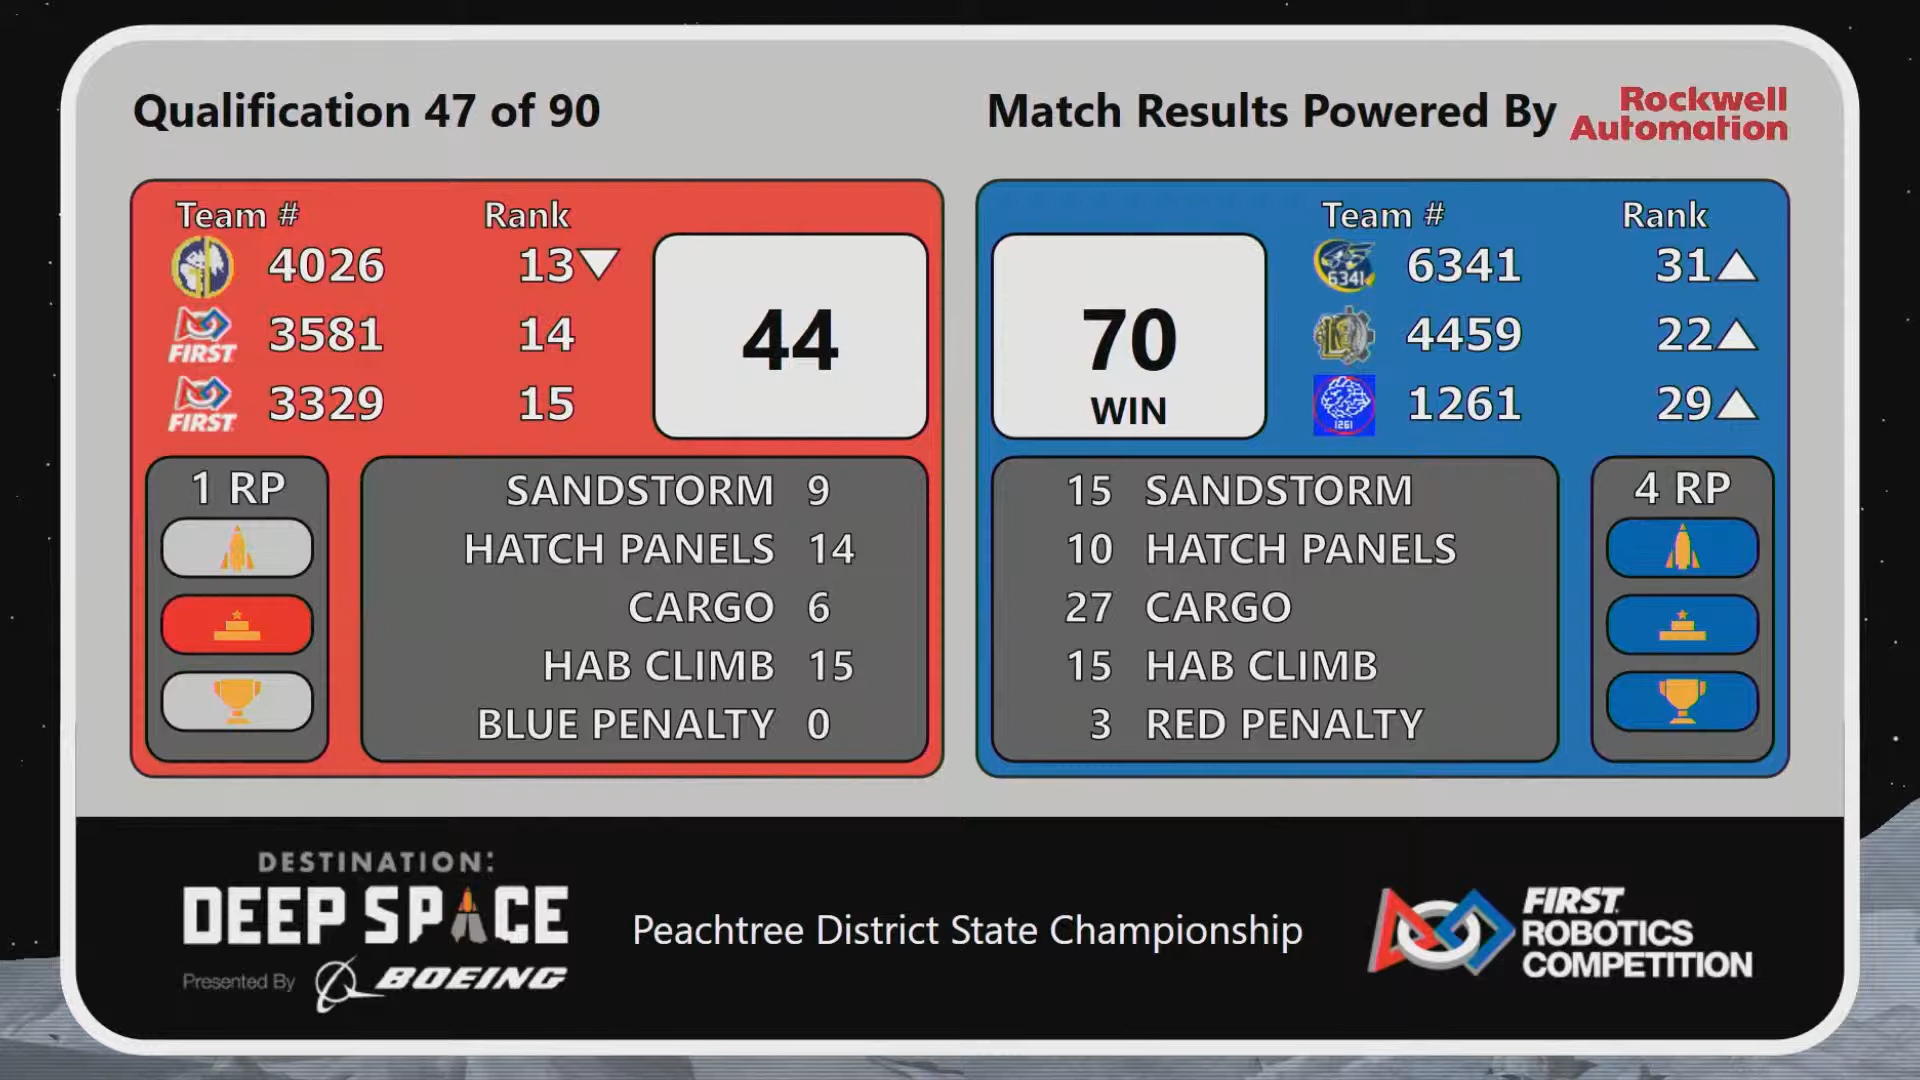 Qualification 47 of 90
Match Results Powered By Rockwell Automation
Team # Rank
4026 13
3581 14
3329 15
FIRST
FIRST
44
1 RP
SANDSTORM 9
HATCH PANELS 14
CARGO 6
HAB CLIMB 15
BLUE PENALTY 0
70
WIN
Team # Rank
6341 6341 31
4459 22
1261 1261 29
15 SANDSTORM
10 HATCH PANELS
27 CARGO
15 HAB CLIMB
3 RED PENALTY
4 RP
DESTINATION:
DEEP SPACE
Presented By BOEING
Peachtree District State Championship
FIRST
ROBOTICS
COMPETITION